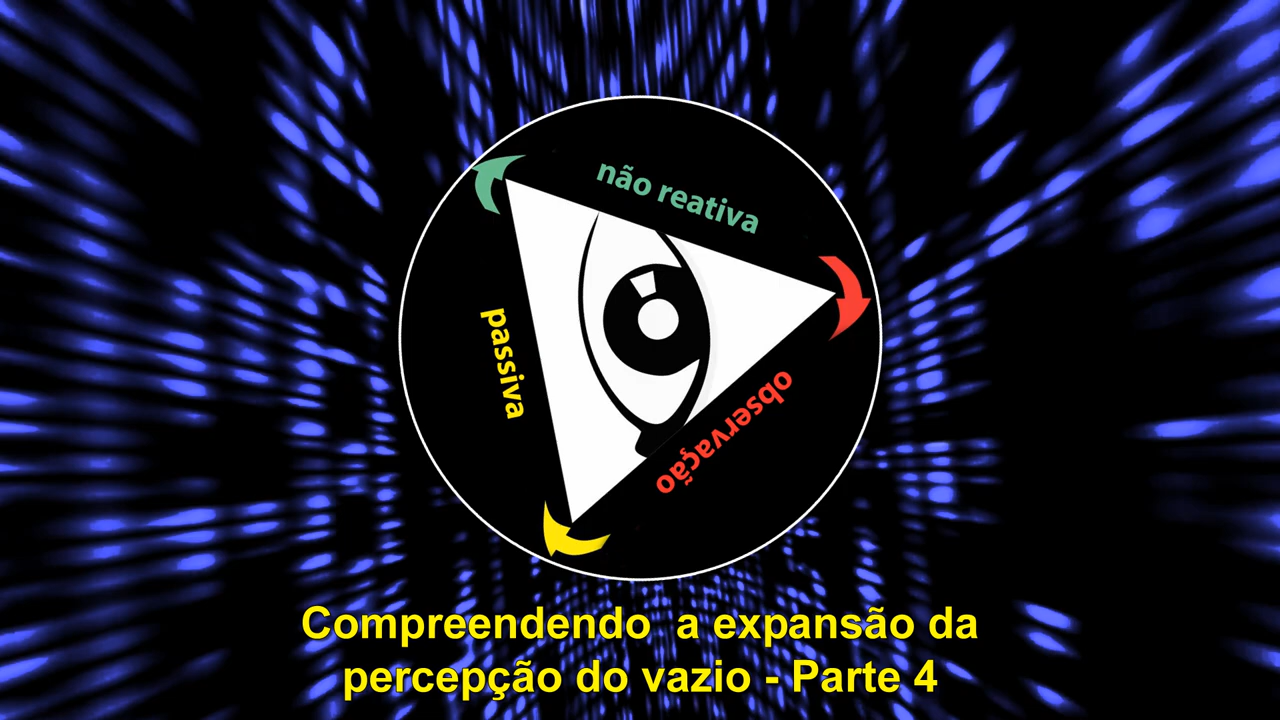 não reativa
passiva
observação
Compreendendo a expansão da
percepção do vazio - Parte 4